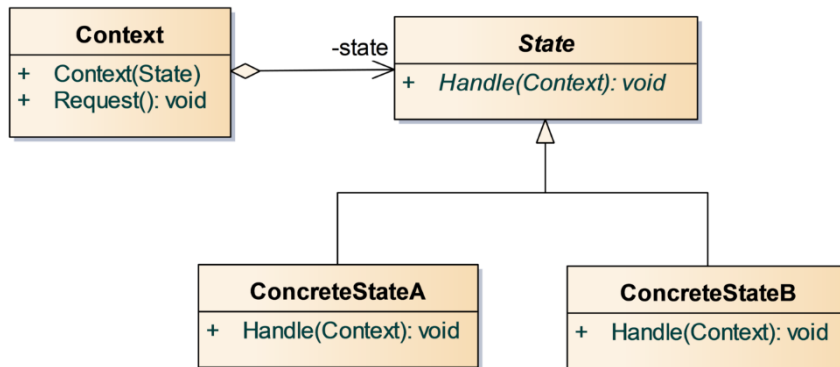 Context
+ Context(State)
+ Request(): void
-state
State
+ Handle(Context): void
ConcreteStateA
+ Handle(Context): void
ConcreteStateB
+ Handle(Context): void